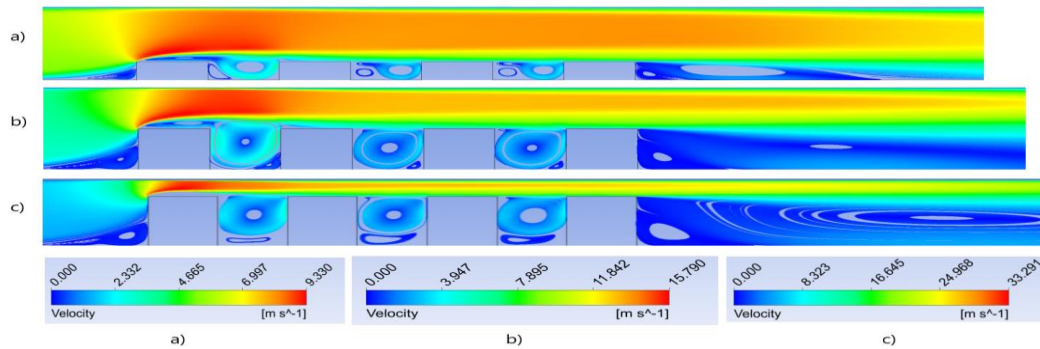 a)
b)
c)
0.000 2.332 4.665 6.997 9.330
Velocity [m s^-1]
0.000 3.947 7.895 11.842 15.790
Velocity [m s^-1]
0.000 8.323 16.645 24.968 33.291
Velocity [m s^-1]
a) b) c)